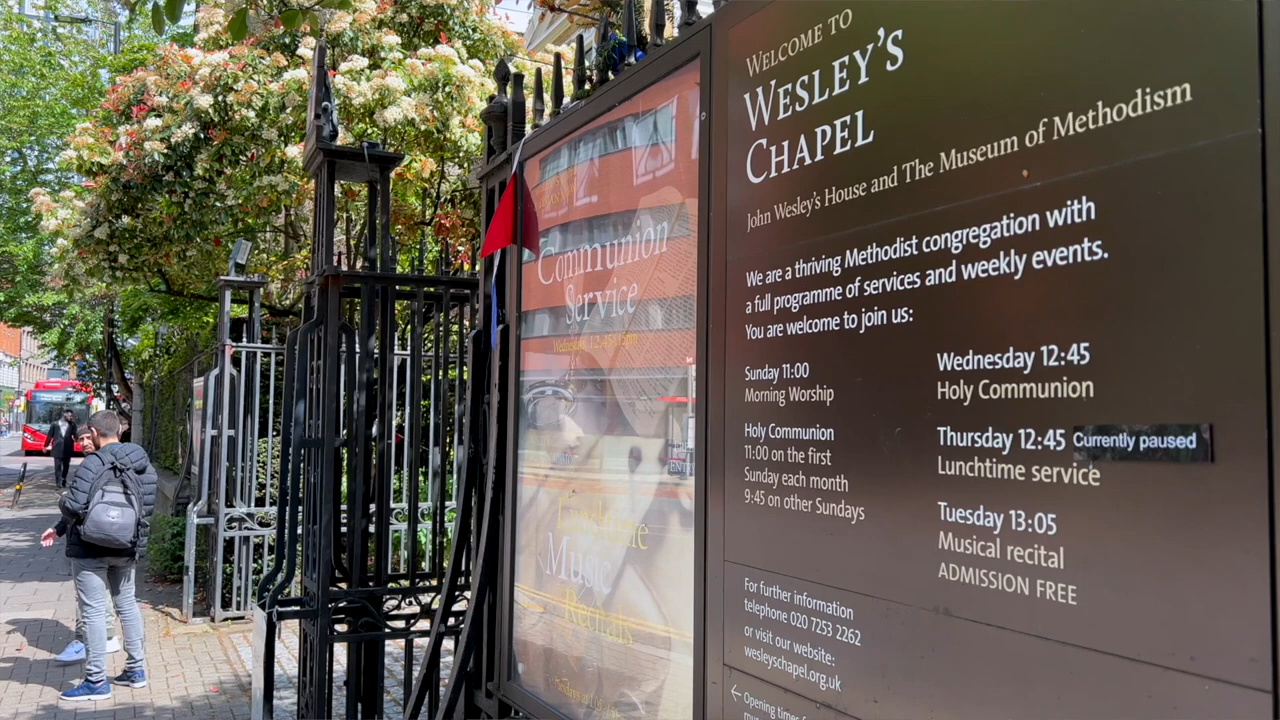 WELCOME TO
WESLEY'S
CHAPEL
John Wesley's House and The Museum of Methodism
We are a thriving Methodist congregation with
a full programme of services and weekly events.
You are welcome to join us:
Sunday 11:00
Morning Worship
Holy Communion
11:00 on the first
Sunday each month
9:45 on other Sundays
Wednesday 12:45
Holy Communion
Thursday 12:45 Currently paused
Lunchtime service
Tuesday 13:05
Musical recital
ADMISSION FREE
For further information
telephone 020 7253 2262
or visit our website:
wesleyschapel.org.uk
← Opening times
Communion
Service
Lunchtime
Music
Recitals